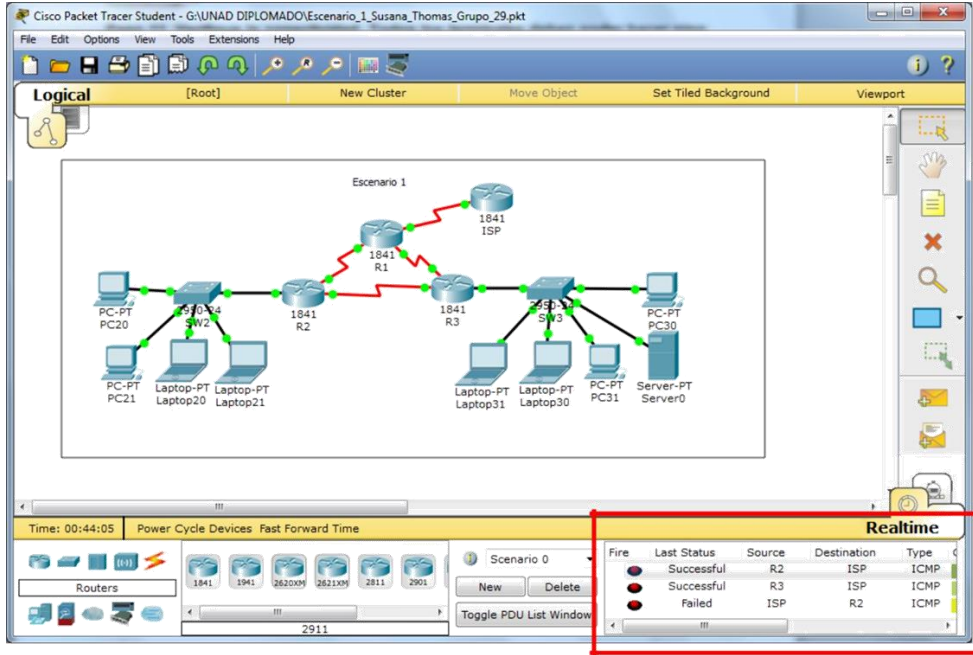 Cisco Packet Tracer Student - G:\UNAD DIPLOMADO\Escenario_1_Susana_Thomas_Grupo_29.pkt
File Edit Options View Tools Extensions Help
Logical [Root] New Cluster Move Object Set Tiled Background Viewport
Escenario 1
1841
ISP
1841
R1
PC-PT
PC20
2950-24
SW2
1841
R2
1841
R3
2950-24
SW3
PC-PT
PC30
PC-PT
PC21
Laptop-PT
Laptop20
Laptop-PT
Laptop21
Laptop-PT
Laptop31
Laptop-PT
Laptop30
PC-PT
PC31
Server-PT
Server0
Time: 00:44:05 Power Cycle Devices Fast Forward Time Realtime
Routers
1841 1941 2620XM 2621XM 2811 2901
2911
Scenario 0
New Delete
Toggle PDU List Window
Fire Last Status Source Destination Type
Successful R2 ISP ICMP
Successful R3 ISP ICMP
Failed ISP R2 ICMP